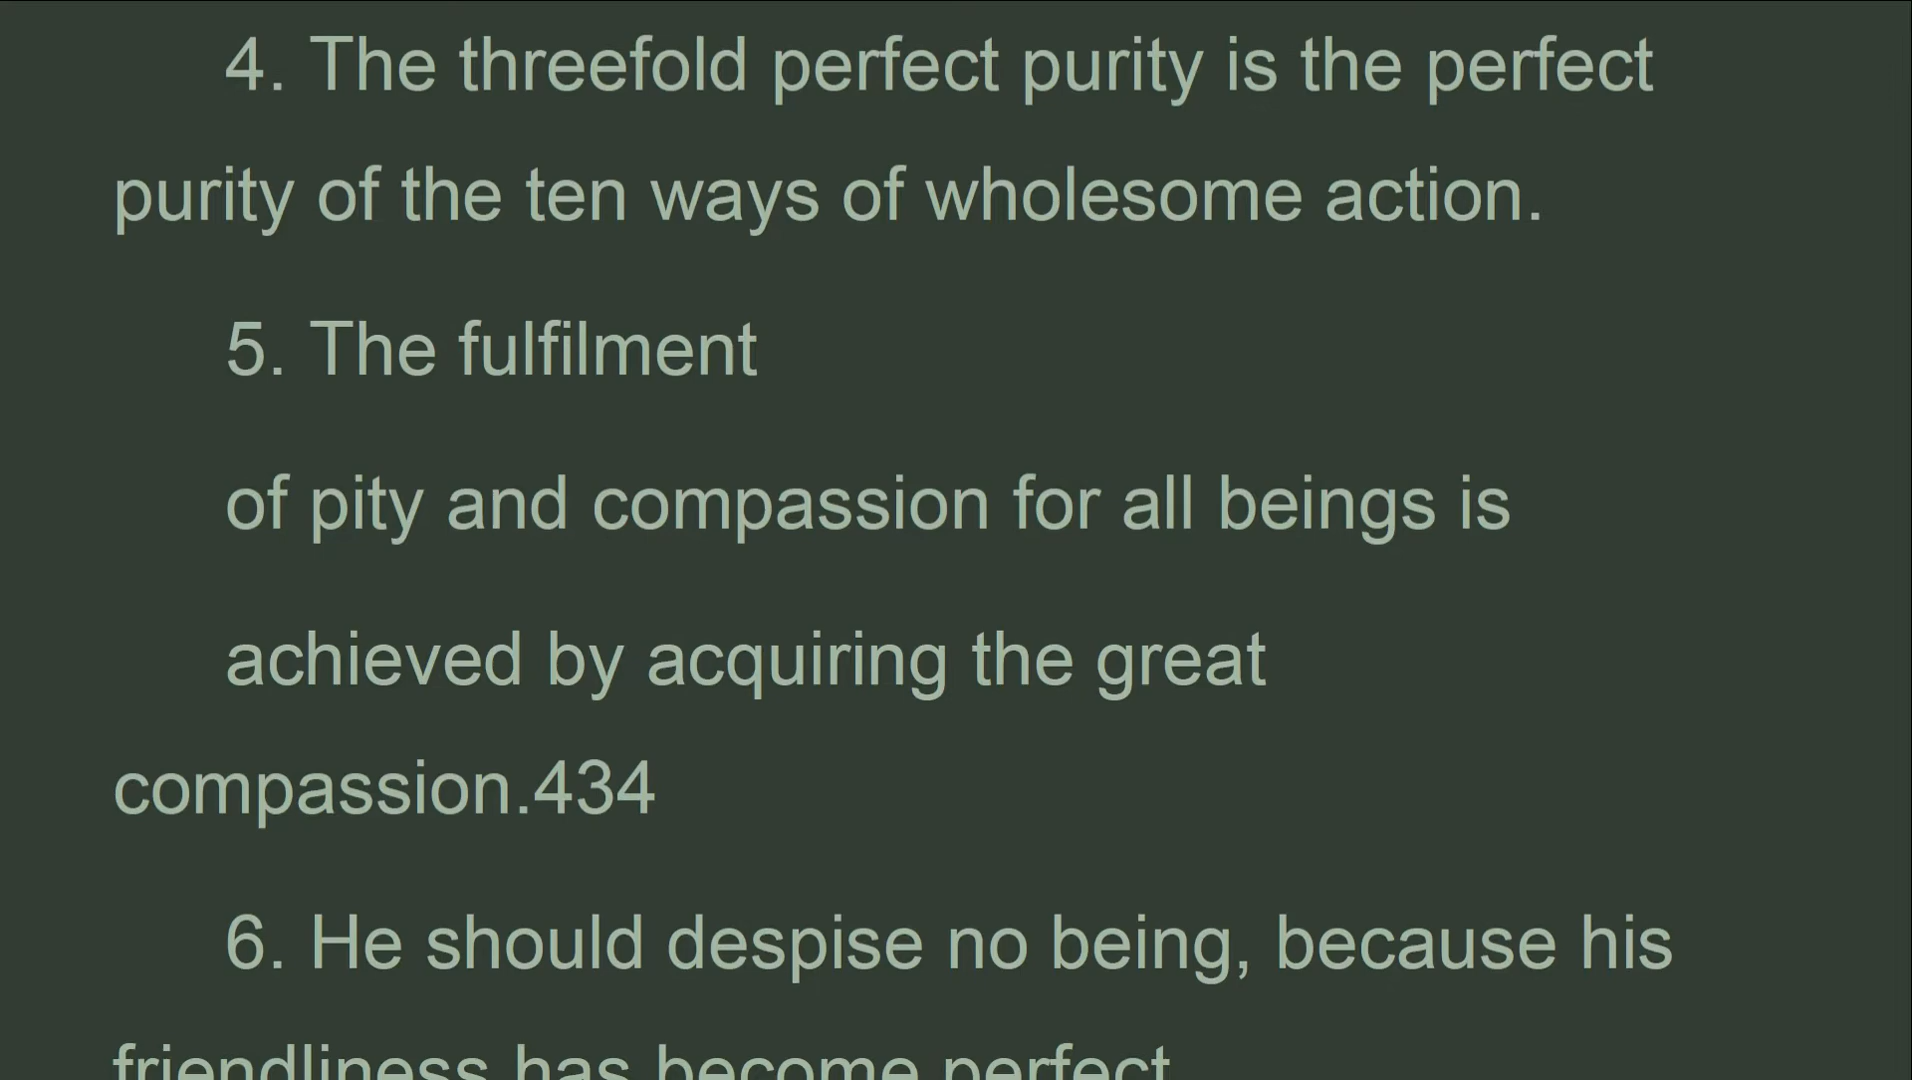 4. The threefold perfect purity is the perfect
purity of the ten ways of wholesome action.
5. The fulfilment
of pity and compassion for all beings is
achieved by acquiring the great
compassion.434
6. He should despise no being, because his
friendliness has become perfect